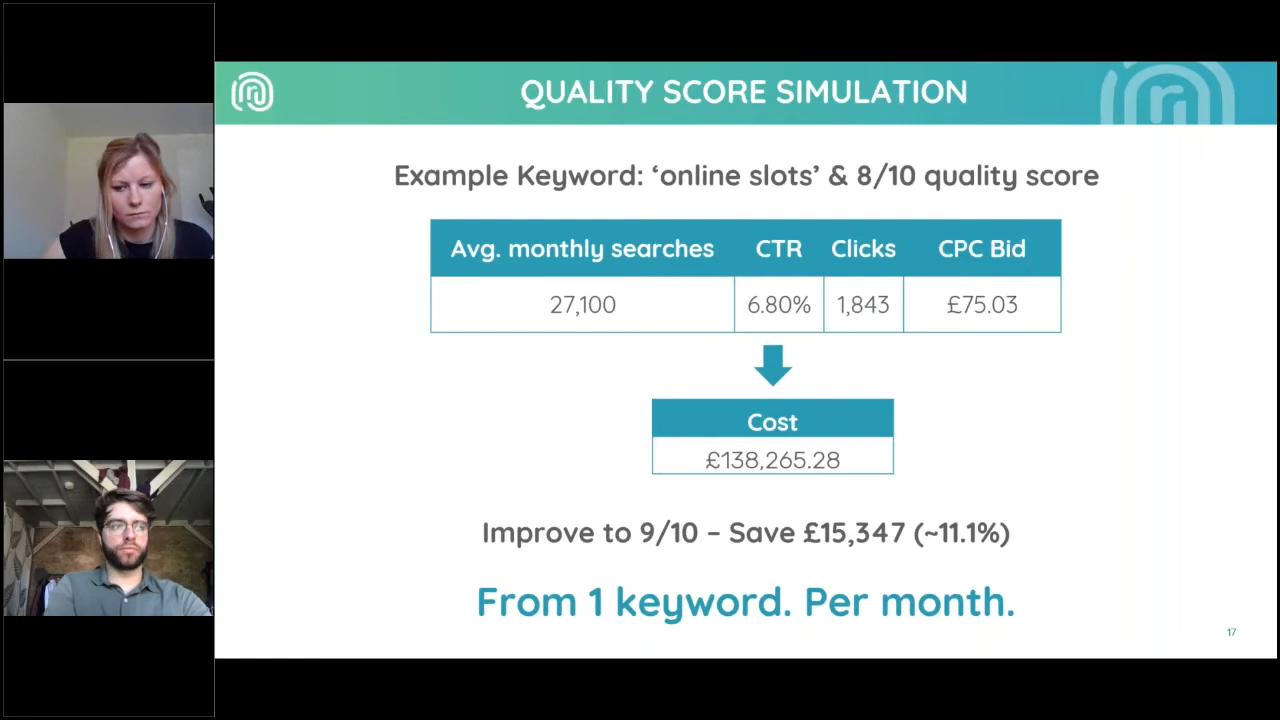 QUALITY SCORE SIMULATION
Example Keyword: ‘online slots’ & 8/10 quality score
Avg. monthly searches CTR Clicks CPC Bid
27,100 6.80% 1,843 £75.03
Cost
£138,265.28
Improve to 9/10 – Save £15,347 (~11.1%)
From 1 keyword. Per month.
17